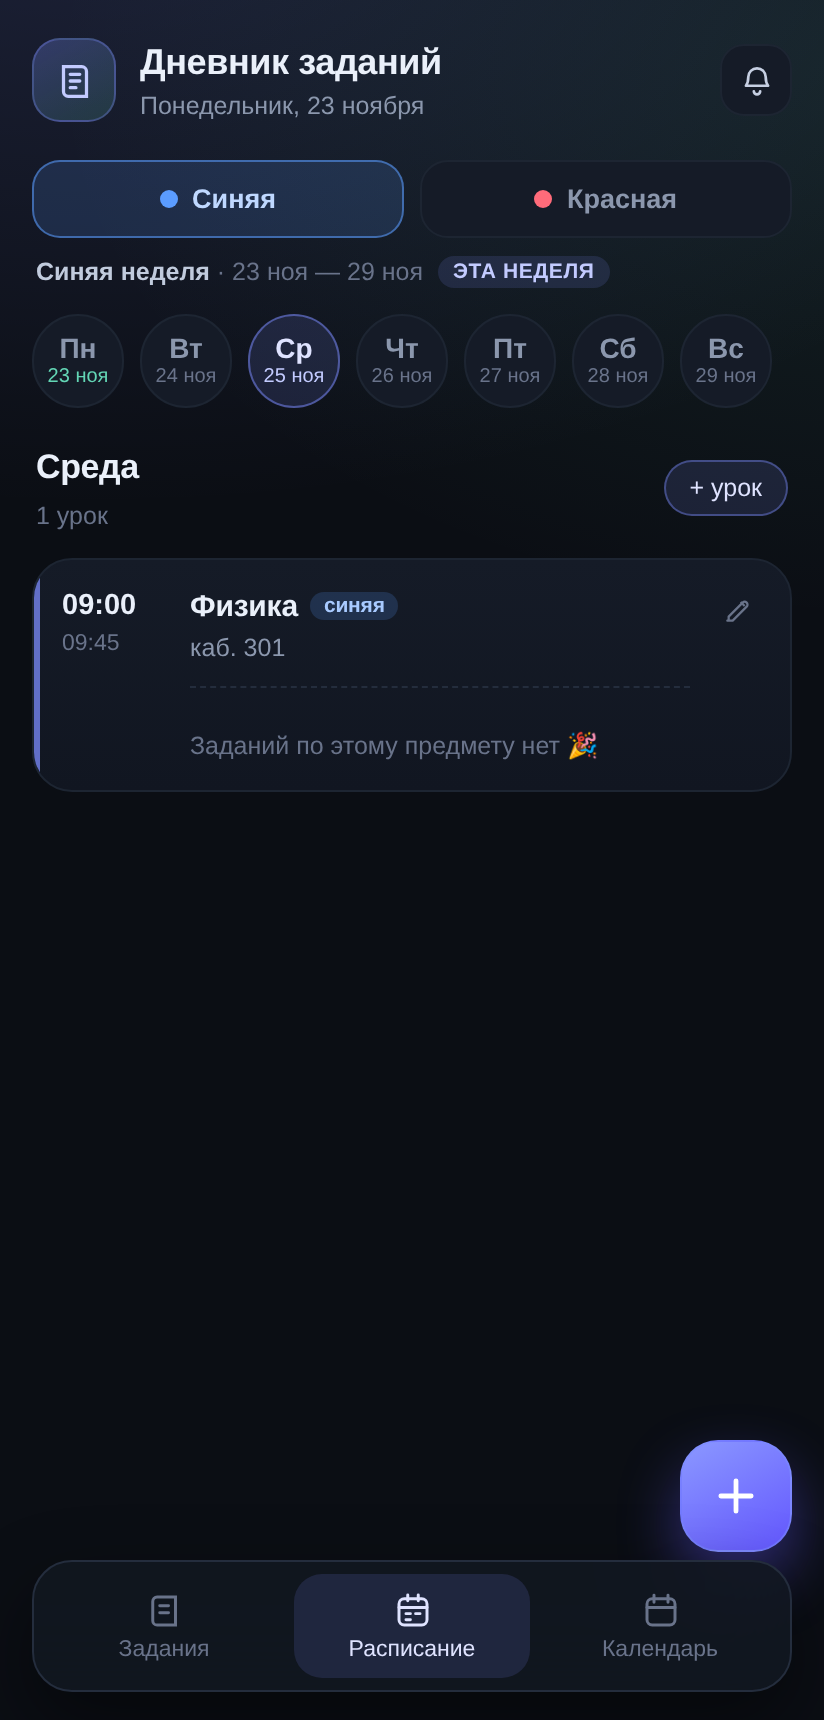 Дневник заданий
Понедельник, 23 ноября
Синяя
Красная
Синяя неделя · 23 ноя — 29 ноя ЭТА НЕДЕЛЯ
Пн Вт Ср Чт Пт Сб Вс
23 ноя 24 ноя 25 ноя 26 ноя 27 ноя 28 ноя 29 ноя
Среда
1 урок
+ урок
09:00 Физика синяя
09:45 каб. 301
Заданий по этому предмету нет 🎉
Задания Расписание Календарь